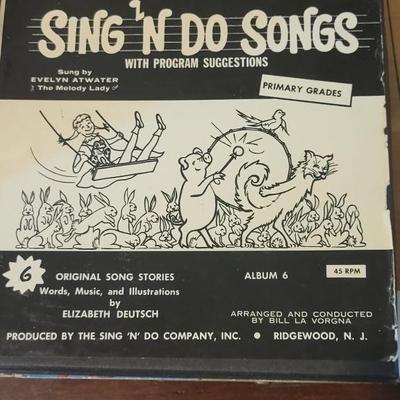 SING 'N DO SONGS
WITH PROGRAM SUGGESTIONS
Sung by
EVELYN ATWATER
The Melody Lady
PRIMARY GRADES
6
ORIGINAL SONG STORIES
Words, Music, and Illustrations
by
ELIZABETH DEUTSCH
ALBUM 6
45 RPM
ARRANGED AND CONDUCTED
BY BILL LA VORGNA
PRODUCED BY THE SING 'N' DO COMPANY, INC. • RIDGEWOOD, N. J.